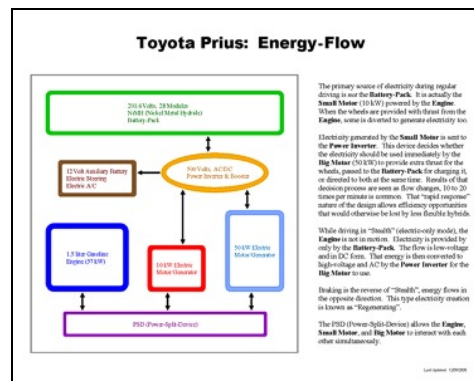 Toyota Prius:  Energy-Flow
201.6 Volts, 28 Modules
NiMH (Nickel Metal Hydride)
Battery-Pack
12 Volt Auxiliary Battery
Electric Steering
Electric A/C
500 Volts, AC/DC
Power Inverter & Booster
1.5 liter Gasoline
Engine (57 kW)
10 kW Electric
Motor/Generator
50 kW Electric
Motor/Generator
PSD (Power-Split-Device)
The primary source of electricity during regular
driving is not the Battery-Pack.  It is actually the
Small Motor (10 kW) powered by the Engine.
When the wheels are provided with thrust from the
Engine, some is diverted to generate electricity too.
Electricity generated by the Small Motor is sent to
the Power Inverter.  This device decides whether
the electricity should be used immediately by the
Big Motor (50 kW) to provide extra thrust for the
wheels, passed to the Battery-Pack for charging it,
or directed to both at the same time.  Results of that
decision process are seen as flow changes, 10 to 20
times per minute is common.  That "rapid response"
nature of the design allows efficiency opportunities
that would otherwise be lost by less flexible hybrids.
While driving in "Stealth" (electric-only mode), the
Engine is not in motion.  Electricity is provided by
only by the Battery-Pack.  The flow is low-voltage
and in DC form.  That energy is then converted to
high-voltage and AC by the Power Inverter for the
Big Motor to use.
Braking is the reverse of "Stealth", energy flows in
the opposite direction.  This type electricity creation
is known as "Regenerating".
The PSD (Power-Split-Device) allows the Engine,
Small Motor, and Big Motor to interact with each
other simultaneously.
Last Updated: